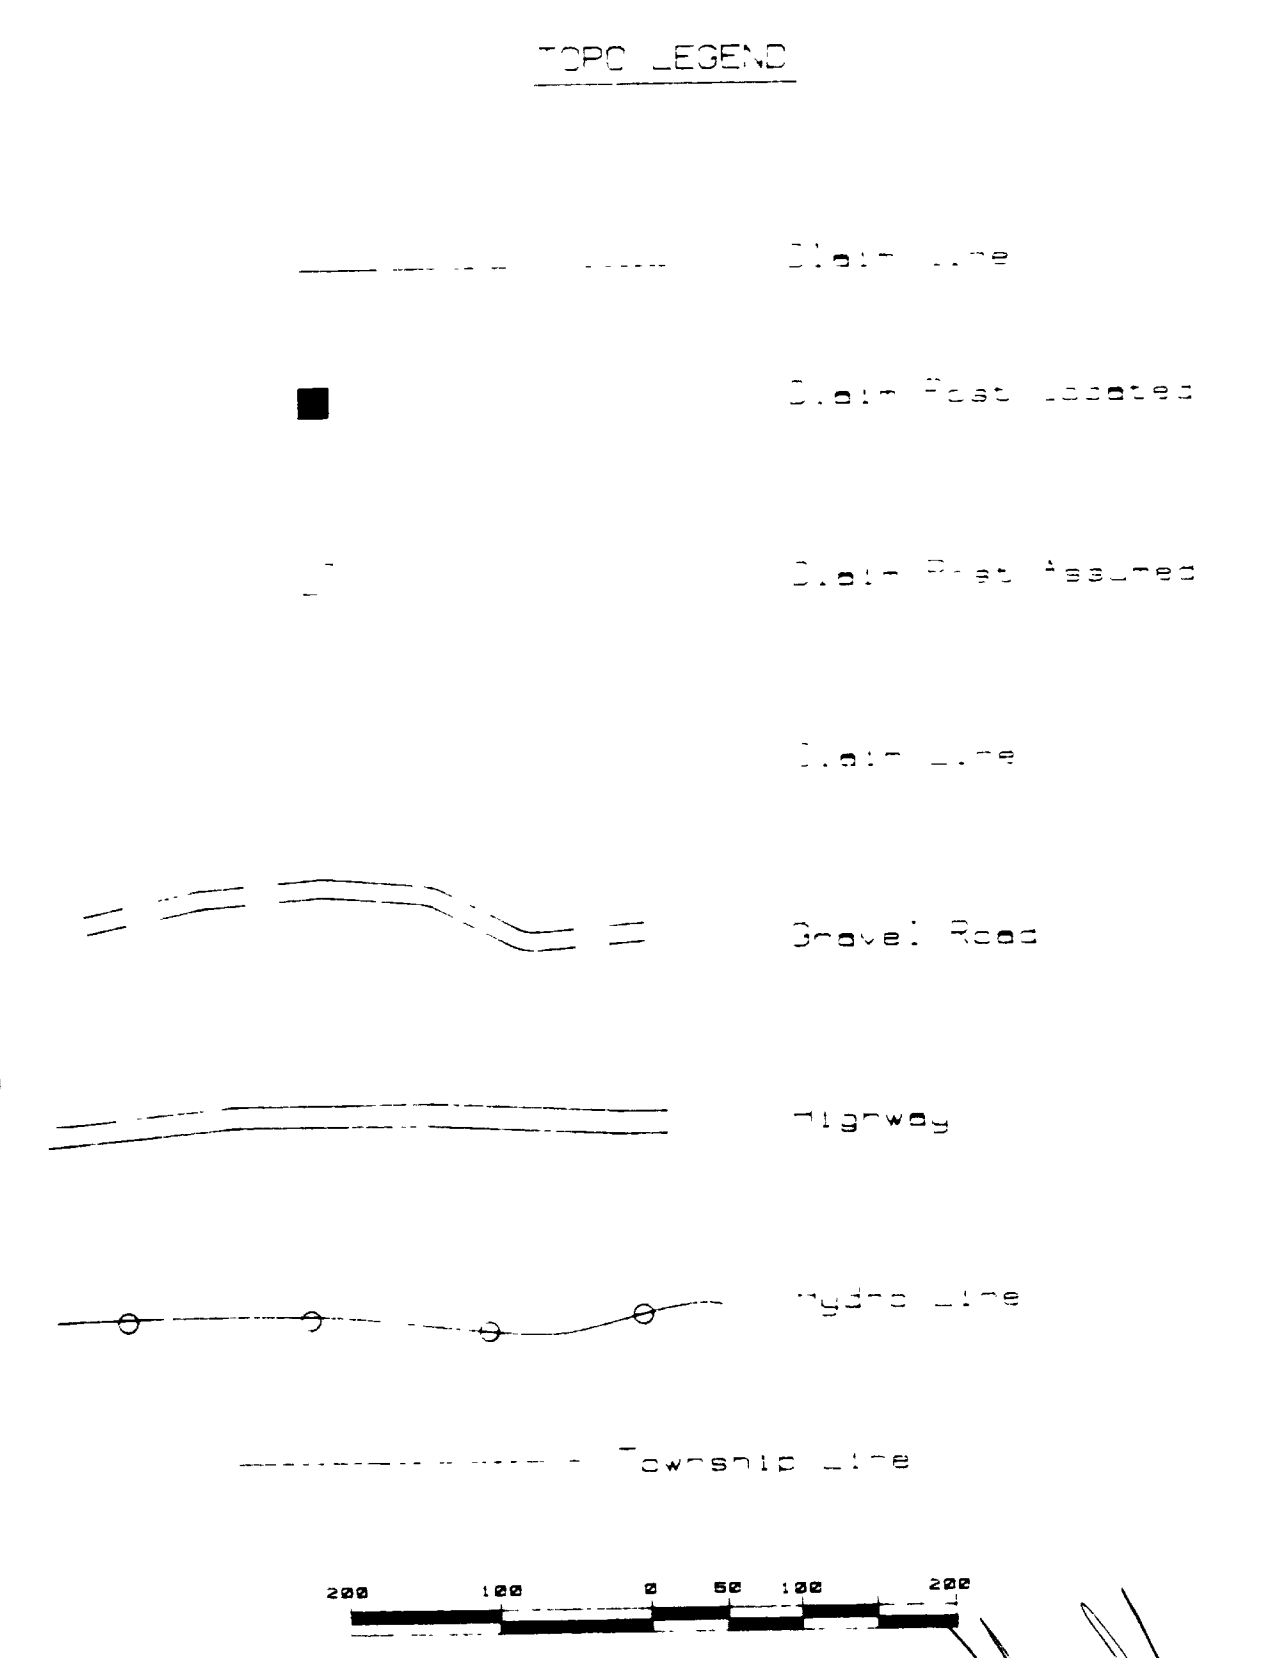 TOPO LEGEND
Claim Line
Claim Post Located
Claim Post Assumed
Claim Line
Gravel Road
Highway
Hydro Line
Township Line
200 100 0 50 100 200